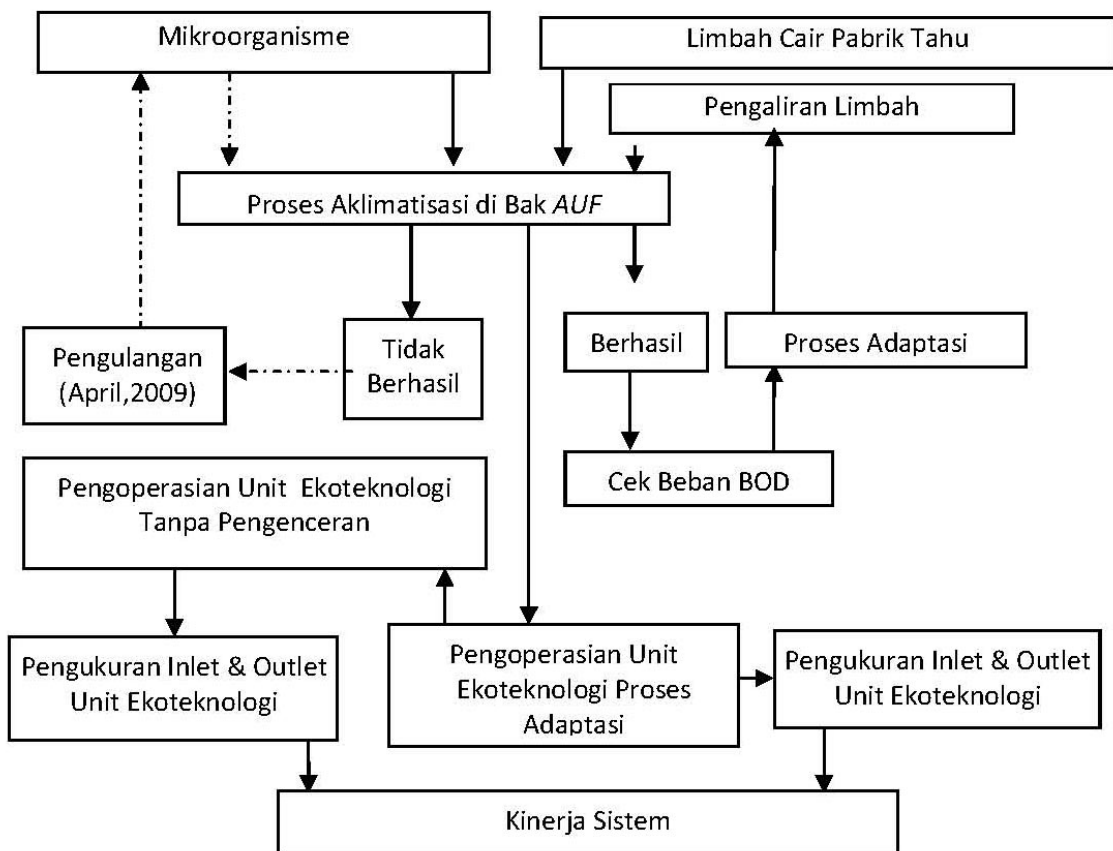 Mikroorganisme
Limbah Cair Pabrik Tahu
Pengaliran Limbah
Proses Aklimatisasi di Bak AUF
Pengulangan
(April,2009)
Tidak
Berhasil
Berhasil
Proses Adaptasi
Cek Beban BOD
Pengoperasian Unit Ekoteknologi
Tanpa Pengenceran
Pengukuran Inlet & Outlet
Unit Ekoteknologi
Pengoperasian Unit
Ekoteknologi Proses
Adaptasi
Pengukuran Inlet & Outlet
Unit Ekoteknologi
Kinerja Sistem